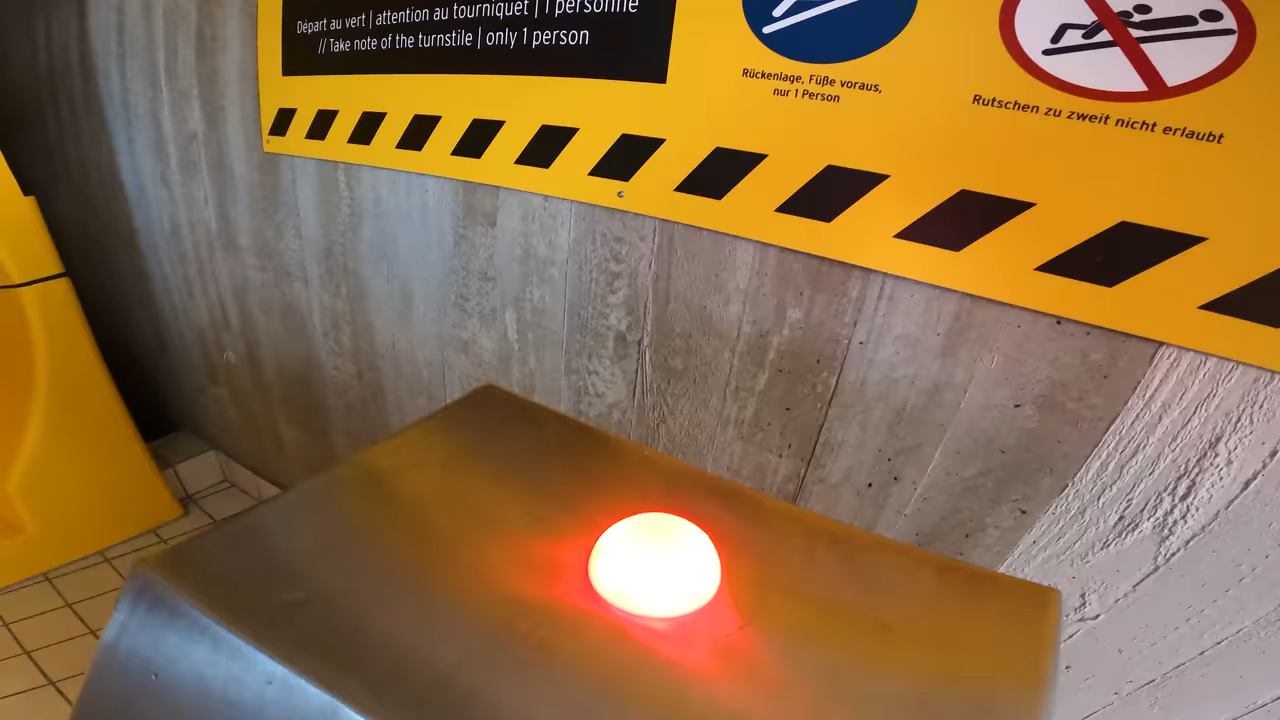 Départ au vert | attention au tourniquet | 1 personne
// Take note of the turnstile | only 1 person
Rückenlage, Füße voraus,
nur 1 Person
Rutschen zu zweit nicht erlaubt